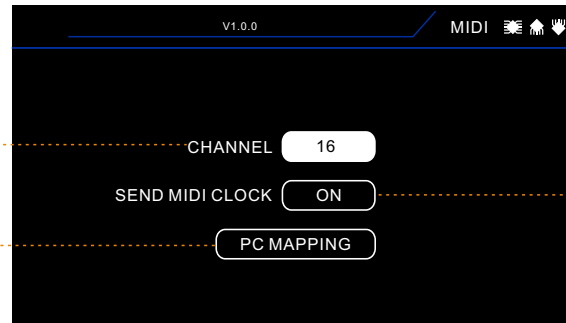 V1.0.0
MIDI
CHANNEL 16
SEND MIDI CLOCK ON
PC MAPPING